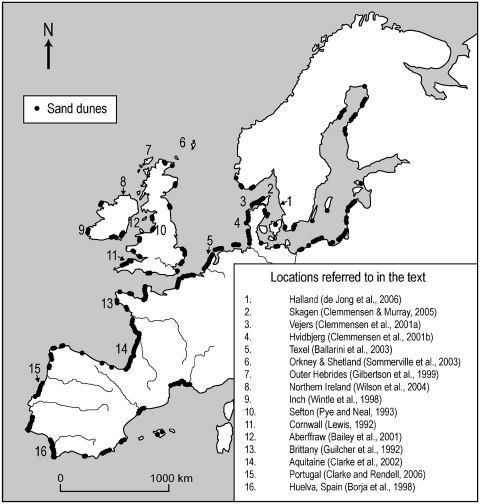 N
Sand dunes
7
6
8
2
3
1
9
12
10
4
5
11
13
14
15
16
0 1000 km
Locations referred to in the text
1. Halland (de Jong et al., 2006)
2. Skagen (Clemmensen & Murray, 2005)
3. Vejers (Clemmensen et al., 2001a)
4. Hvidbjerg (Clemmensen et al., 2001b)
5. Texel (Ballarini et al., 2003)
6. Orkney & Shetland (Sommerville et al., 2003)
7. Outer Hebrides (Gilbertson et al., 1999)
8. Northern Ireland (Wilson et al., 2004)
9. Inch (Wintle et al., 1998)
10. Sefton (Pye and Neal, 1993)
11. Cornwall (Lewis, 1992)
12. Aberffraw (Bailey et al., 2001)
13. Brittany (Guilcher et al., 1992)
14. Aquitaine (Clarke et al., 2002)
15. Portugal (Clarke and Rendell, 2006)
16. Huelva, Spain (Borja et al., 1998)